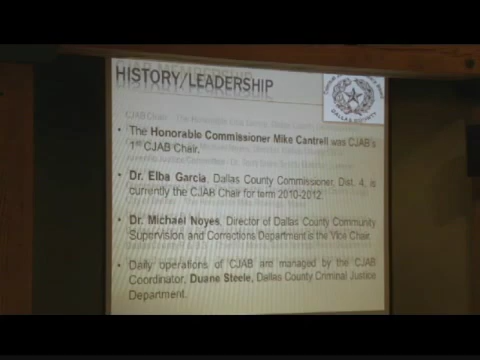 HISTORY/LEADERSHIP
DALLAS COUNTY
• The Honorable Commissioner Mike Cantrell was CJAB's
1st CJAB Chair.
• Dr. Elba Garcia, Dallas County Commissioner, Dist. 4, is
currently the CJAB Chair for term 2010-2012.
• Dr. Michael Noyes, Director of Dallas County Community
Supervision and Corrections Department is the Vice Chair.
• Daily operations of CJAB are managed by the CJAB
Coordinator, Duane Steele, Dallas County Criminal Justice
Department.